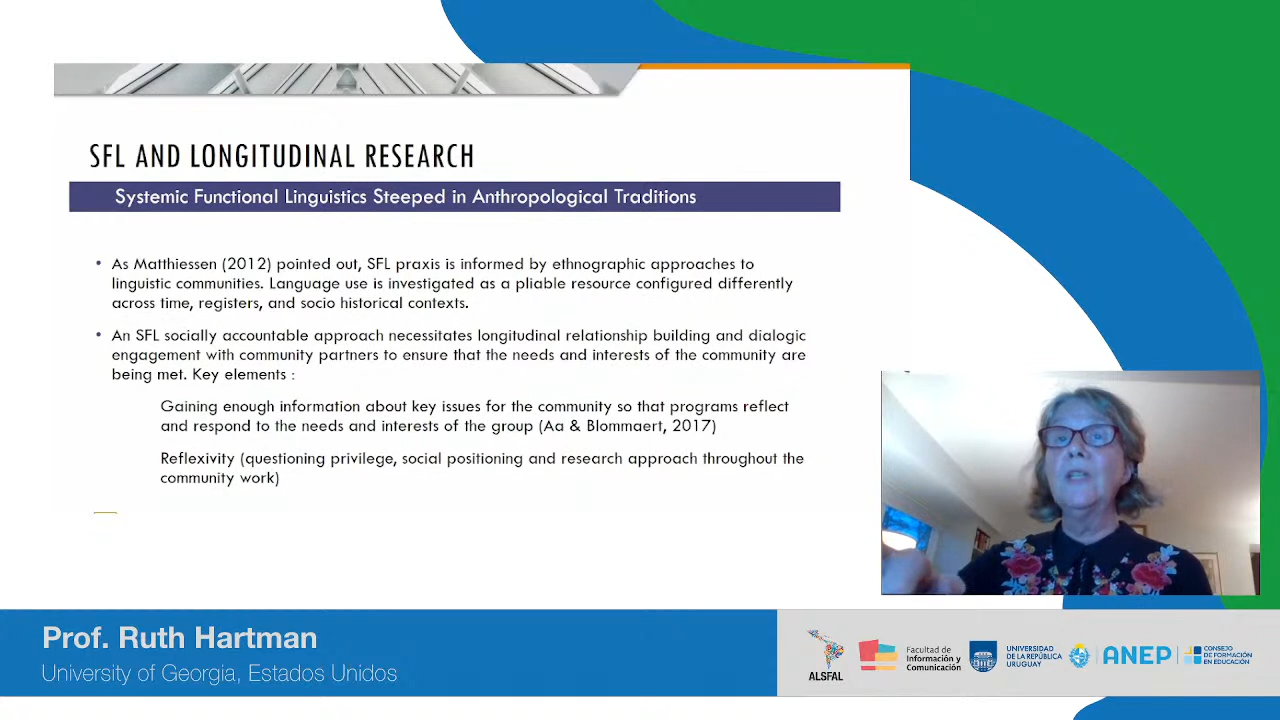 SFL AND LONGITUDINAL RESEARCH
Systemic Functional Linguistics Steeped in Anthropological Traditions
• As Matthiessen (2012) pointed out, SFL praxis is informed by ethnographic approaches to
linguistic communities. Language use is investigated as a pliable resource configured differently
across time, registers, and socio historical contexts.
• An SFL socially accountable approach necessitates longitudinal relationship building and dialogic
engagement with community partners to ensure that the needs and interests of the community are
being met. Key elements :
Gaining enough information about key issues for the community so that programs reflect
and respond to the needs and interests of the group (Aa & Blommaert, 2017)
Reflexivity (questioning privilege, social positioning and research approach throughout the
community work)
Prof. Ruth Hartman
University of Georgia, Estados Unidos
ALSFAL
Facultad de
Información y
Comunicación
UNIVERSIDAD
DE LA REPÚBLICA
URUGUAY
ANEP
CONSEJO
DE FORMACIÓN
EN EDUCACIÓN